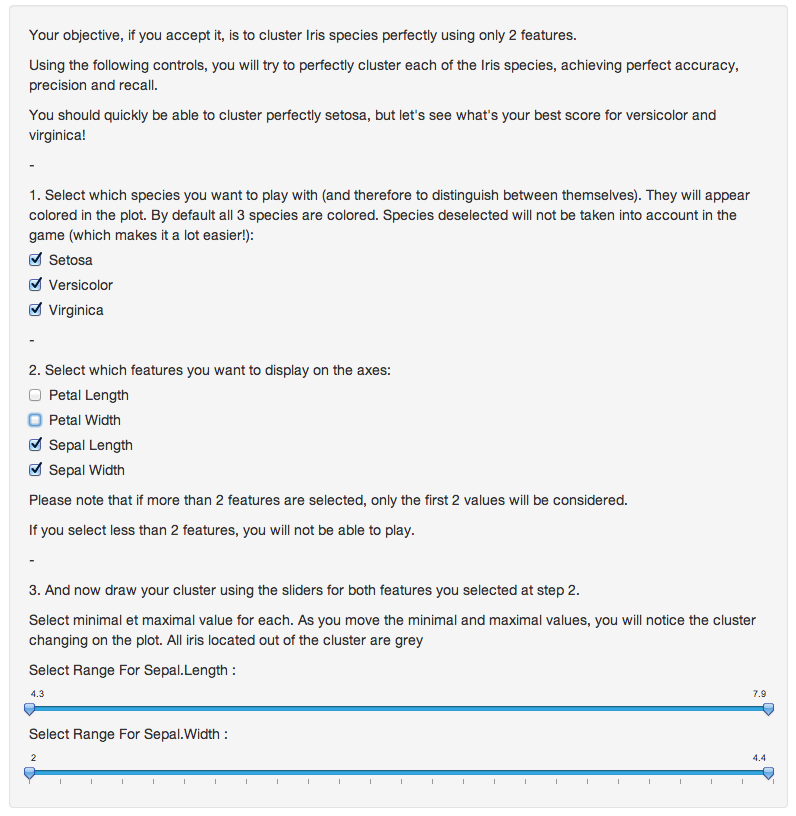 Your objective, if you accept it, is to cluster Iris species perfectly using only 2 features.
Using the following controls, you will try to perfectly cluster each of the Iris species, achieving perfect accuracy,
precision and recall.
You should quickly be able to cluster perfectly setosa, but let's see what's your best score for versicolor and
virginica!
-
1. Select which species you want to play with (and therefore to distinguish between themselves). They will appear
colored in the plot. By default all 3 species are colored. Species deselected will not be taken into account in the
game (which makes it a lot easier!):
Setosa
Versicolor
Virginica
-
2. Select which features you want to display on the axes:
Petal Length
Petal Width
Sepal Length
Sepal Width
Please note that if more than 2 features are selected, only the first 2 values will be considered.
If you select less than 2 features, you will not be able to play.
-
3. And now draw your cluster using the sliders for both features you selected at step 2.
Select minimal et maximal value for each. As you move the minimal and maximal values, you will notice the cluster
changing on the plot. All iris located out of the cluster are grey
Select Range For Sepal.Length :
4.3 7.9
Select Range For Sepal.Width :
2 4.4